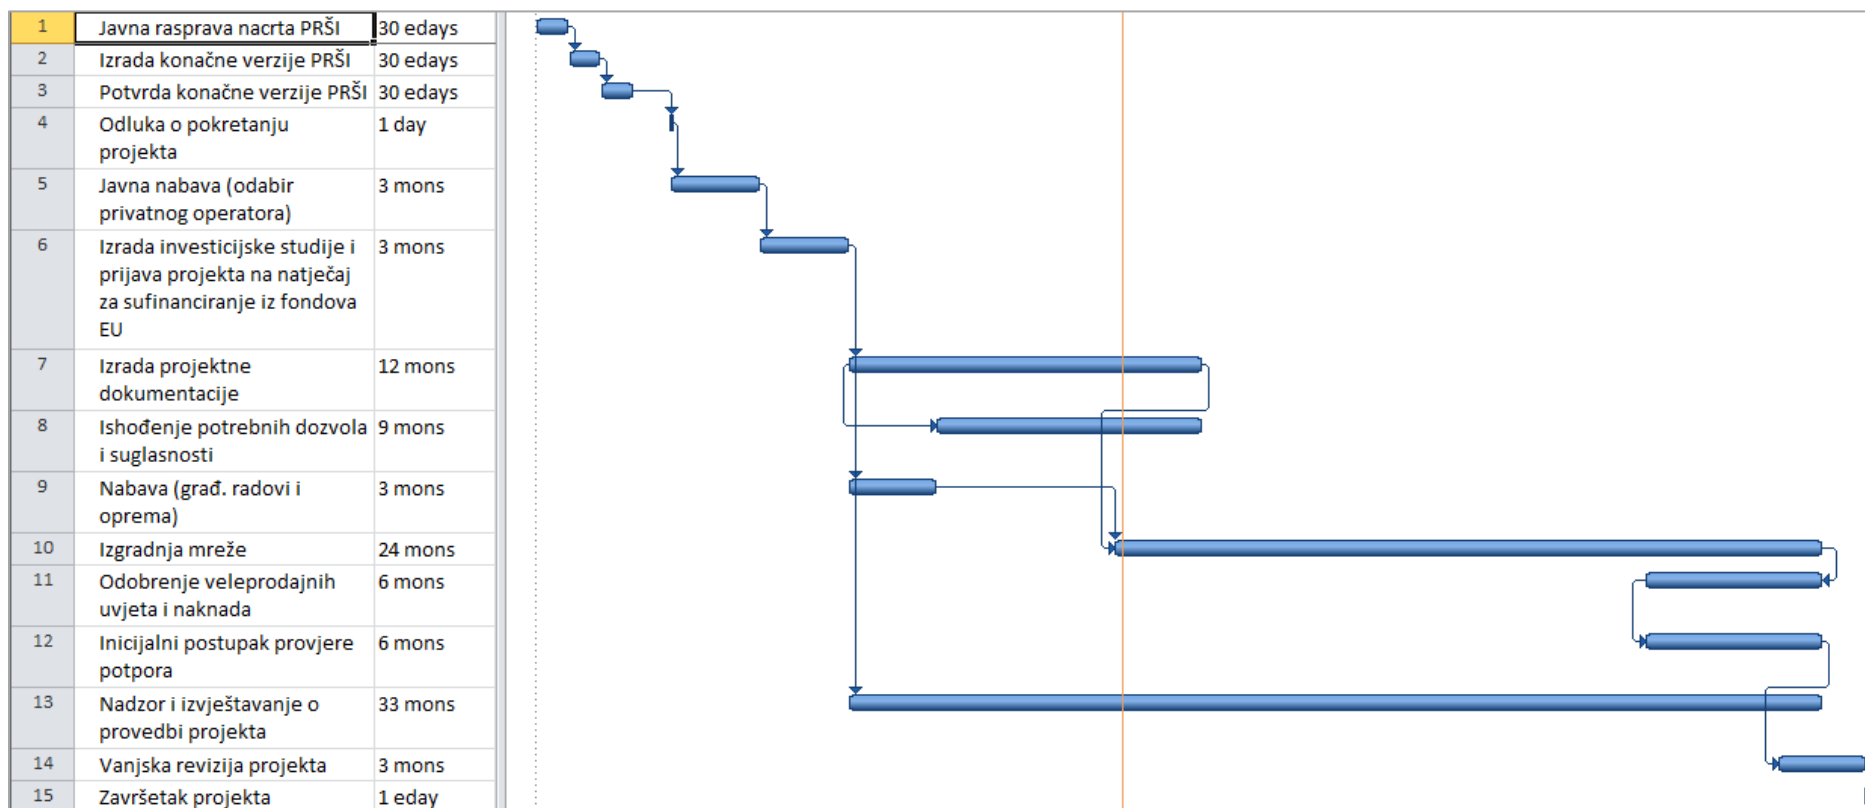 1 Javna rasprava nacrta PRŠI 30 edays
2 Izrada konačne verzije PRŠI 30 edays
3 Potvrda konačne verzije PRŠI 30 edays
4 Odluka o pokretanju 1 day
projekta
5 Javna nabava (odabir 3 mons
privatnog operatora)
6 Izrada investicijske studije i 3 mons
prijava projekta na natječaj
za sufinanciranje iz fondova
EU
7 Izrada projektne 12 mons
dokumentacije
8 Ishođenje potrebnih dozvola 9 mons
i suglasnosti
9 Nabava (građ. radovi i 3 mons
oprema)
10 Izgradnja mreže 24 mons
11 Odobrenje veleprodajnih 6 mons
uvjeta i naknada
12 Inicijalni postupak provjere 6 mons
potpora
13 Nadzor i izvještavanje o 33 mons
provedbi projekta
14 Vanjska revizija projekta 3 mons
15 Završetak projekta 1 eday